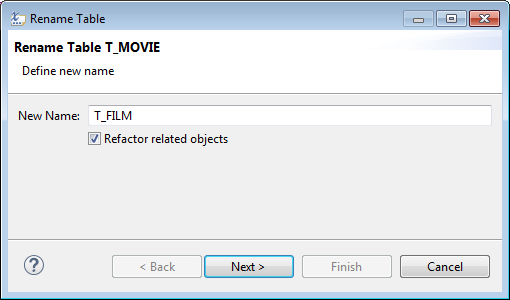 Rename Table
Rename Table T_MOVIE
Define new name
New Name: T_FILM
Refactor related objects
? < Back Next > Finish Cancel